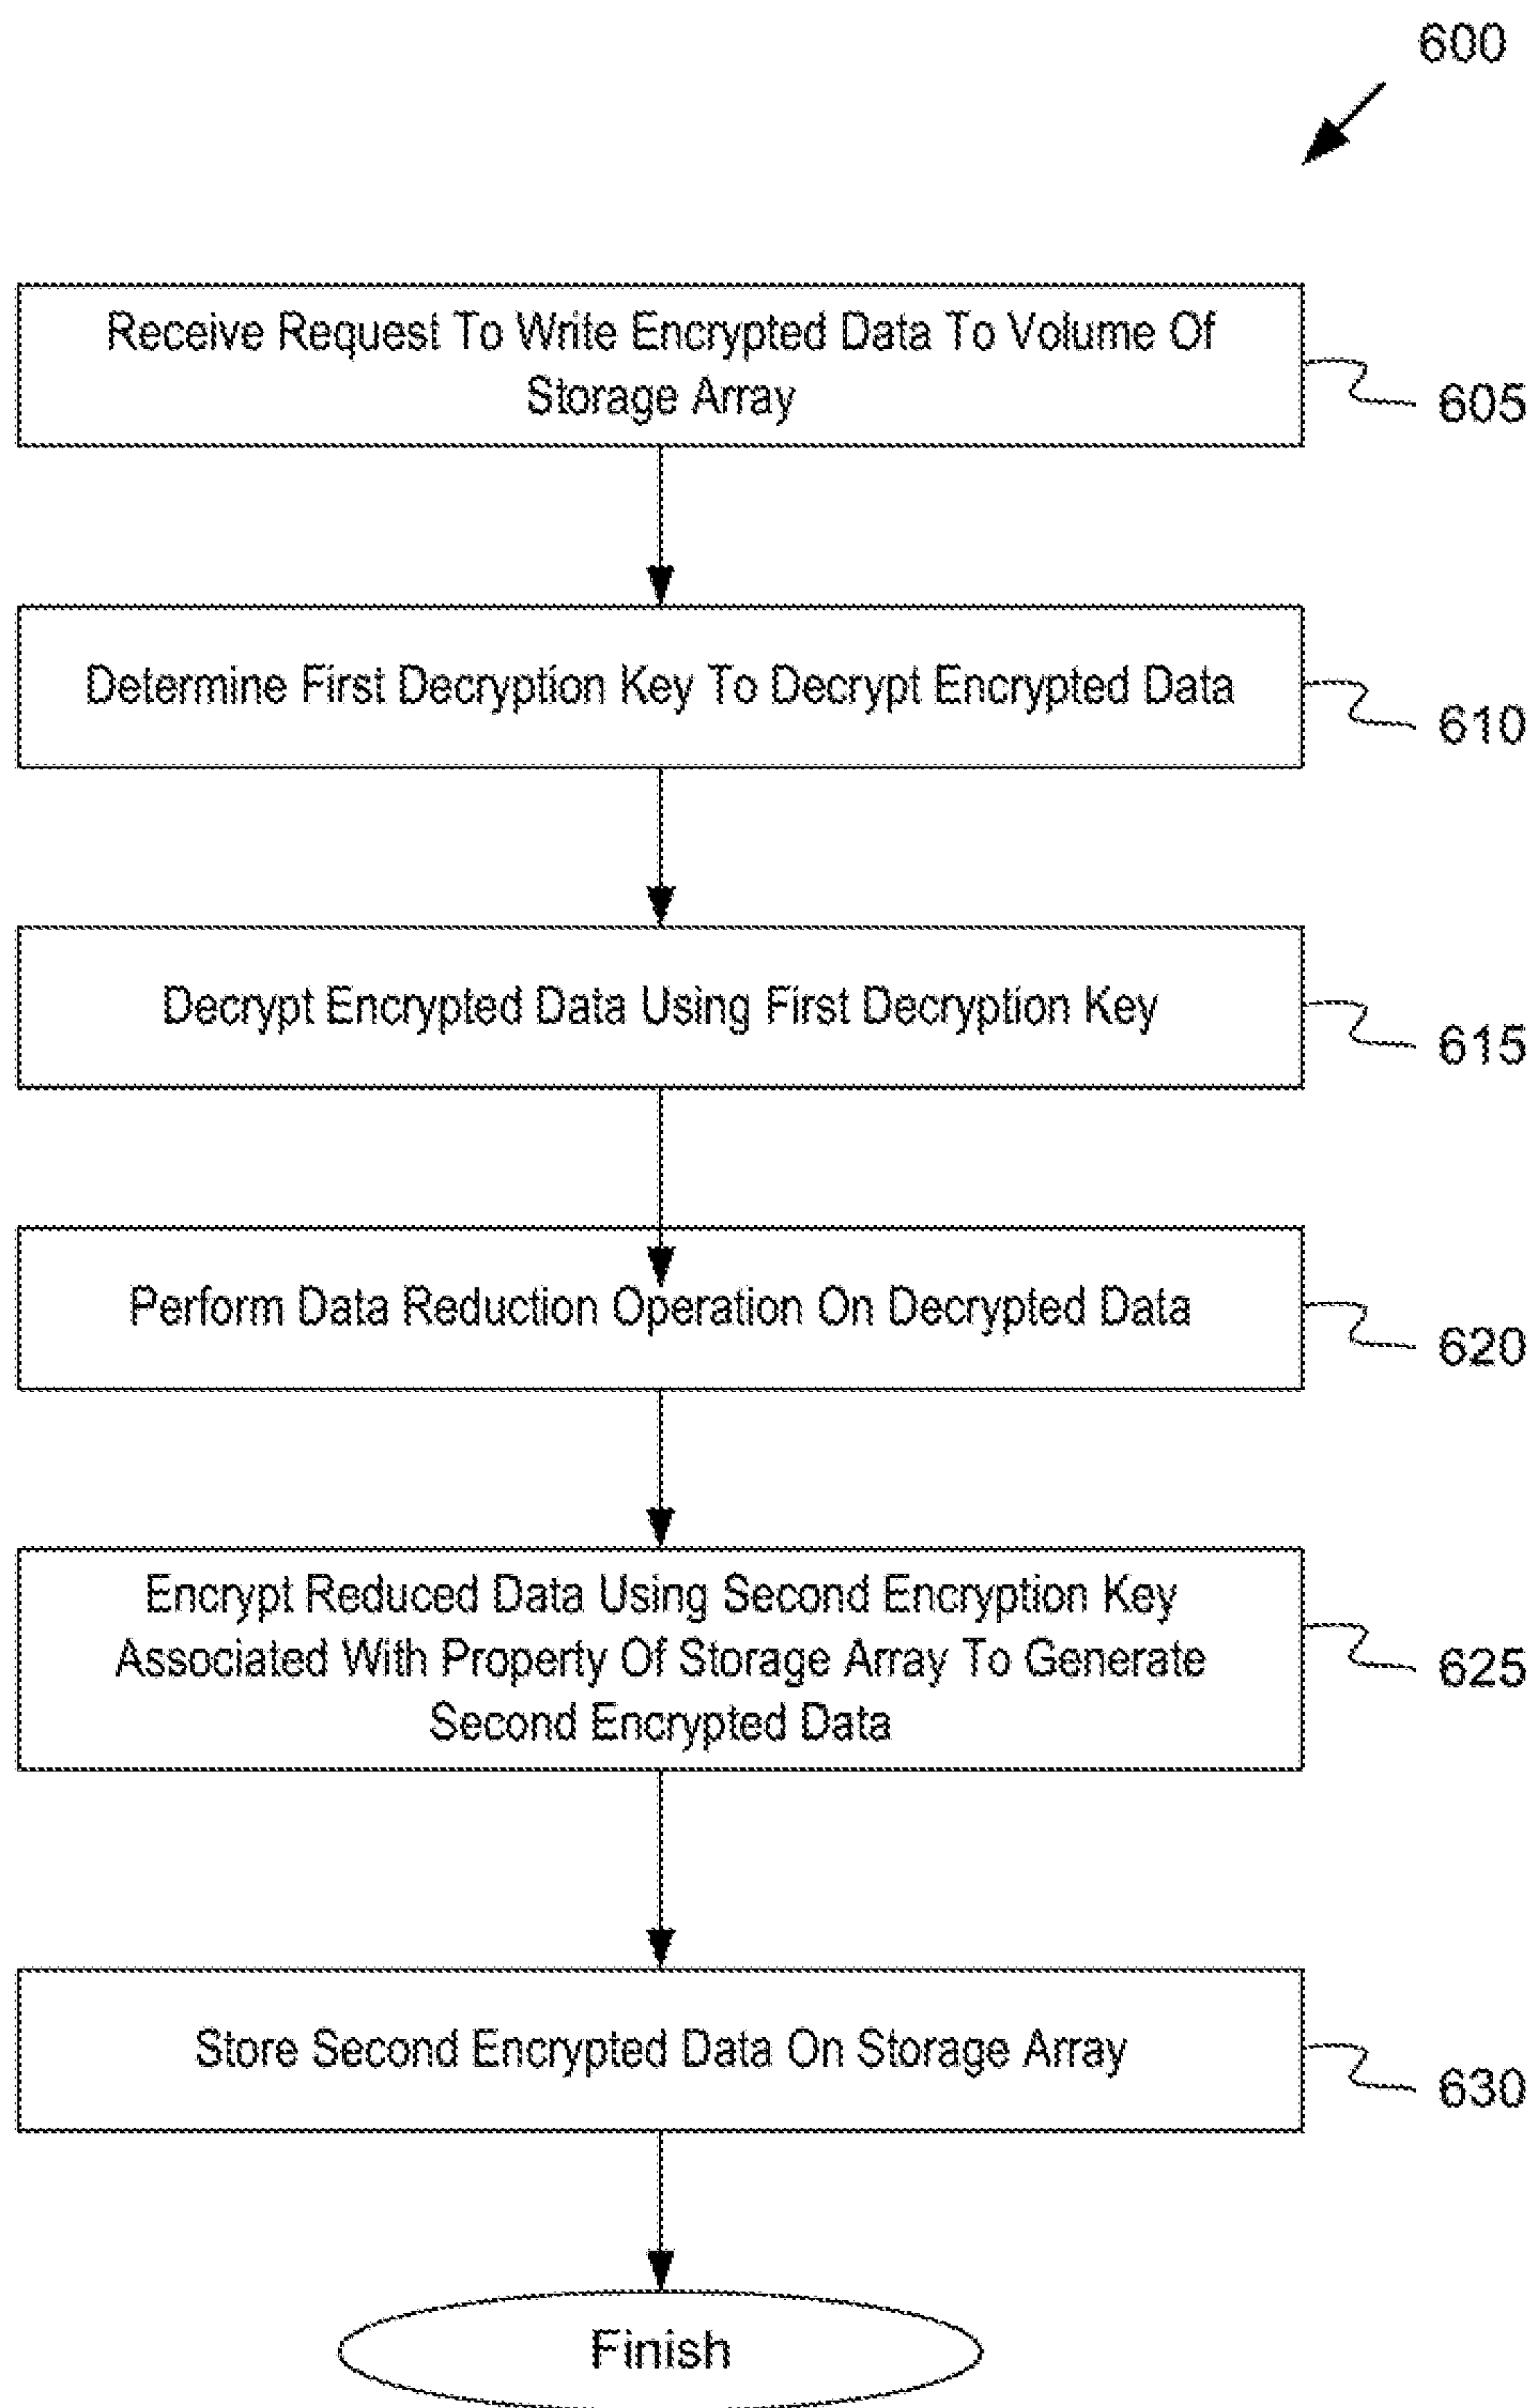 600
Receive Request To Write Encrypted Data To Volume Of
Storage Array
605
Determine First Decryption Key To Decrypt Encrypted Data
610
Decrypt Encrypted Data Using First Decryption Key
615
Perform Data Reduction Operation On Decrypted Data
620
Encrypt Reduced Data Using Second Encryption Key
Associated With Property Of Storage Array To Generate
Second Encrypted Data
625
Store Second Encrypted Data On Storage Array
630
Finish